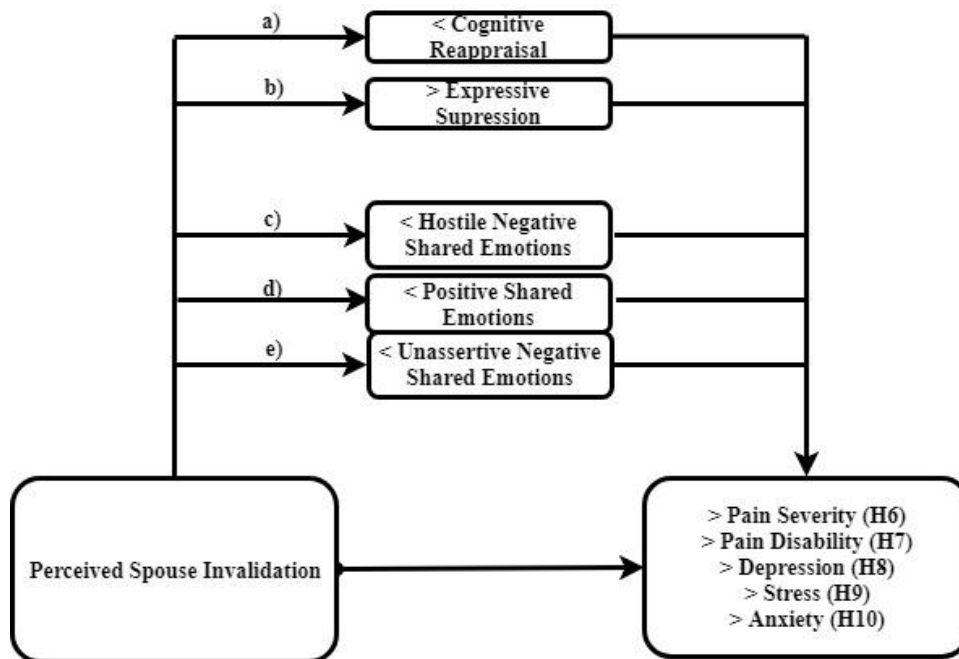 a)
< Cognitive
Reappraisal
b)
> Expressive
Supression
c)
< Hostile Negative
Shared Emotions
d)
< Positive Shared
Emotions
e)
< Unassertive Negative
Shared Emotions
Perceived Spouse Invalidation
> Pain Severity (H6)
> Pain Disability (H7)
> Depression (H8)
> Stress (H9)
> Anxiety (H10)